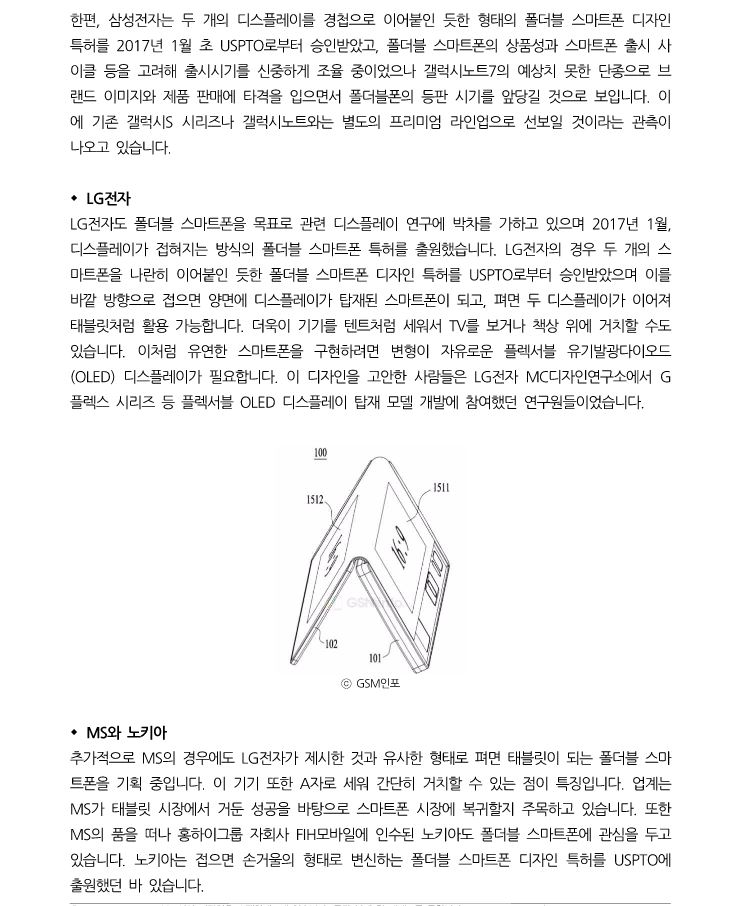 한편, 삼성전자는 두 개의 디스플레이를 경첩으로 이어붙인 듯한 형태의 폴더블 스마트폰 디자인
특허를 2017년 1월 초 USPTO로부터 승인받았고, 폴더블 스마트폰의 상품성과 스마트폰 출시 사
이클 등을 고려해 출시시기를 신중하게 조율 중이었으나 갤럭시노트7의 예상치 못한 단종으로 브
랜드 이미지와 제품 판매에 타격을 입으면서 폴더블폰의 등판 시기를 앞당길 것으로 보입니다. 이
에 기존 갤럭시S 시리즈나 갤럭시노트와는 별도의 프리미엄 라인업으로 선보일 것이라는 관측이
나오고 있습니다.
◆ LG전자
LG전자도 폴더블 스마트폰을 목표로 관련 디스플레이 연구에 박차를 가하고 있으며 2017년 1월,
디스플레이가 접혀지는 방식의 폴더블 스마트폰 특허를 출원했습니다. LG전자의 경우 두 개의 스
마트폰을 나란히 이어붙인 듯한 폴더블 스마트폰 디자인 특허를 USPTO로부터 승인받았으며 이를
바깥 방향으로 접으면 양면에 디스플레이가 탑재된 스마트폰이 되고, 펴면 두 디스플레이가 이어져
태블릿처럼 활용 가능합니다. 더욱이 기기를 텐트처럼 세워서 TV를 보거나 책상 위에 거치할 수도
있습니다. 이처럼 유연한 스마트폰을 구현하려면 변형이 자유로운 플렉서블 유기발광다이오드
(OLED) 디스플레이가 필요합니다. 이 디자인을 고안한 사람들은 LG전자 MC디자인연구소에서 G
플렉스 시리즈 등 플렉서블 OLED 디스플레이 탑재 모델 개발에 참여했던 연구원들이었습니다.
100
1511
1512
16:9
102
101
ⓒ GSM인포
◆ MS와 노키아
추가적으로 MS의 경우에도 LG전자가 제시한 것과 유사한 형태로 펴면 태블릿이 되는 폴더블 스마
트폰을 기획 중입니다. 이 기기 또한 A자로 세워 간단히 거치할 수 있는 점이 특징입니다. 업계는
MS가 태블릿 시장에서 거둔 성공을 바탕으로 스마트폰 시장에 복귀할지 주목하고 있습니다. 또한
MS의 품을 떠나 홍하이그룹 자회사 FIH모바일에 인수된 노키아도 폴더블 스마트폰에 관심을 두고
있습니다. 노키아는 접으면 손거울의 형태로 변신하는 폴더블 스마트폰 디자인 특허를 USPTO에
출원했던 바 있습니다.